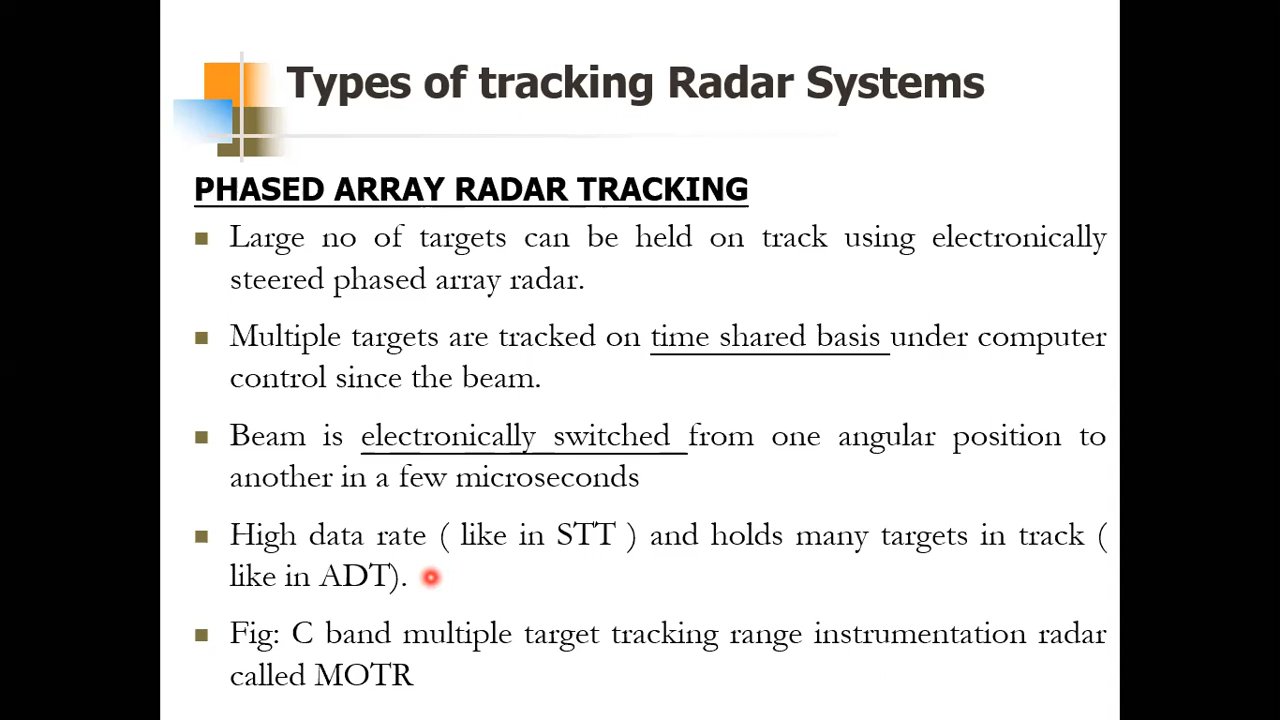 Types of tracking Radar Systems
PHASED ARRAY RADAR TRACKING
Large no of targets can be held on track using electronically
steered phased array radar.
Multiple targets are tracked on time shared basis under computer
control since the beam.
Beam is electronically switched from one angular position to
another in a few microseconds
High data rate ( like in STT ) and holds many targets in track (
like in ADT).
Fig: C band multiple target tracking range instrumentation radar
called MOTR